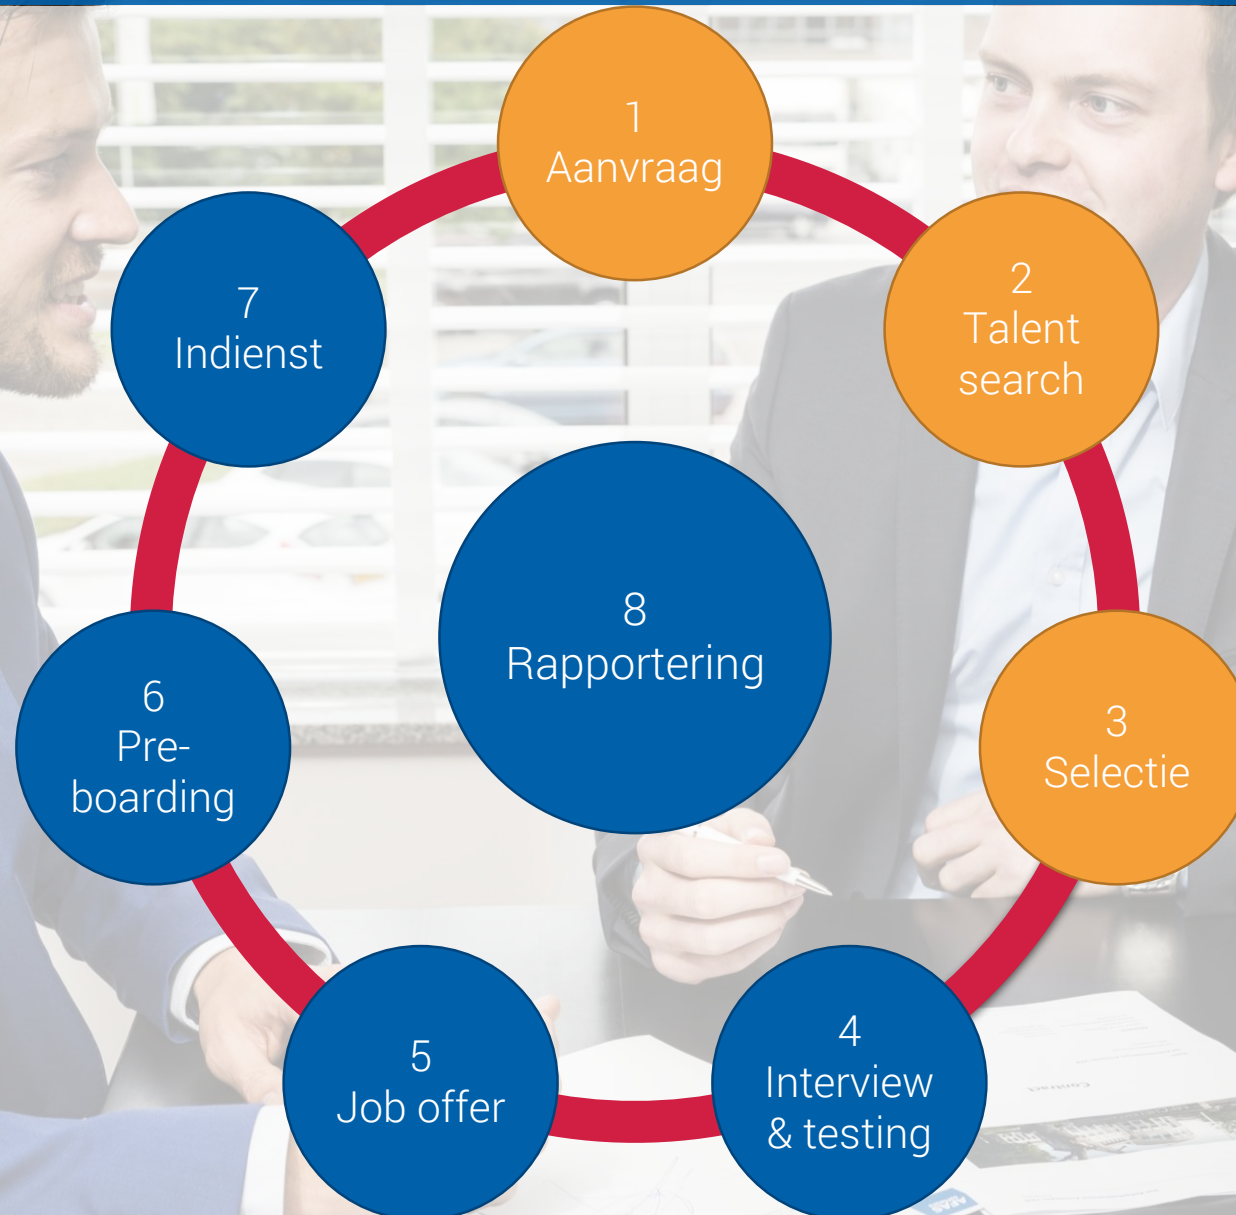 1
Aanvraag
2
Talent
search
3
Selectie
4
Interview
& testing
5
Job offer
6
Pre-
boarding
7
Indienst
8
Rapportering
Contract